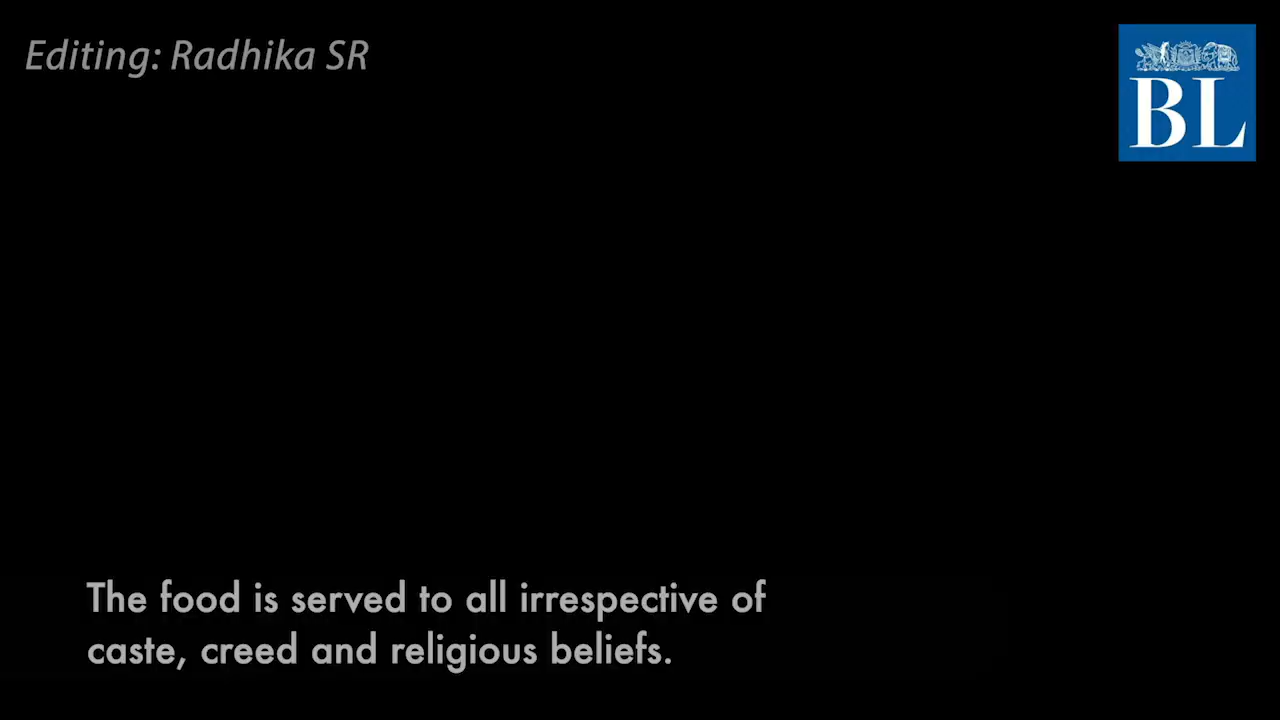 Editing: Radhika SR
BL
The food is served to all irrespective of
caste, creed and religious beliefs.